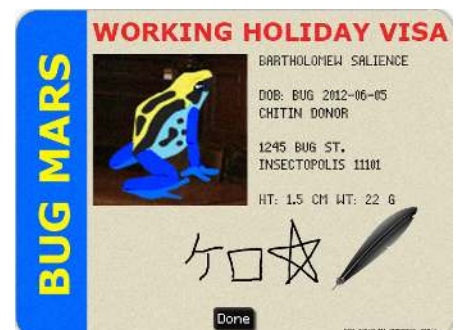 WORKING HOLIDAY VISA
BUG MARS
BARTHOLOMEW SALIENCE
DOB: BUG 2012-06-05
CHITIN DONOR
1245 BUG ST.
INSECTOPOLIS 11101
HT: 1.5 CM WT: 22 G
ケロ☆
Done